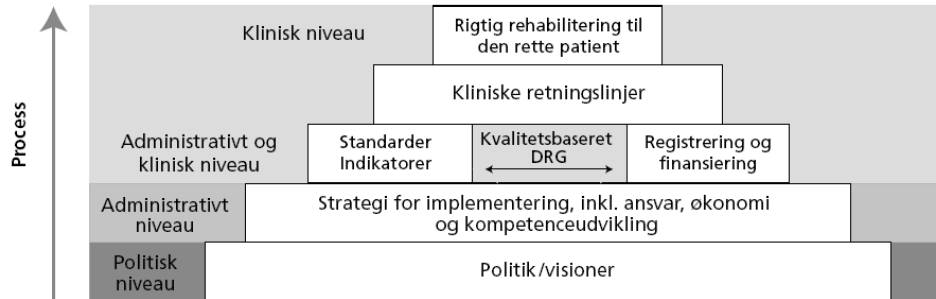 Process
Klinisk niveau
Rigtig rehabilitering til
den rette patient
Kliniske retningslinjer
Administrativt og
klinisk niveau
Standarder
Indikatorer
Kvalitetsbaseret
DRG
Registrering og
finansiering
Administrativt
niveau
Strategi for implementering, inkl. ansvar, økonomi
og kompetenceudvikling
Politisk
niveau
Politik/visioner